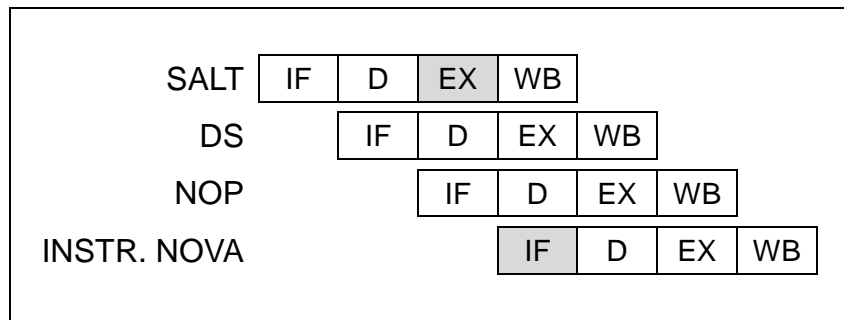 SALT IF D EX WB
DS IF D EX WB
NOP IF D EX WB
INSTR. NOVA IF D EX WB